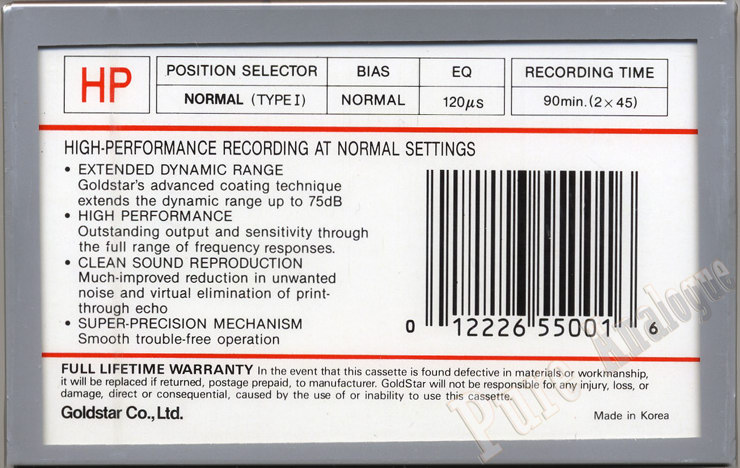 HP
POSITION SELECTOR BIAS EQ RECORDING TIME
NORMAL (TYPE I) NORMAL 120μs 90min. (2 × 45)
HIGH-PERFORMANCE RECORDING AT NORMAL SETTINGS
• EXTENDED DYNAMIC RANGE
Goldstar's advanced coating technique
extends the dynamic range up to 75dB
• HIGH PERFORMANCE
Outstanding output and sensitivity through
the full range of frequency responses.
• CLEAN SOUND REPRODUCTION
Much-improved reduction in unwanted
noise and virtual elimination of print-
through echo
• SUPER-PRECISION MECHANISM
Smooth trouble-free operation
0 12226 55001 6
FULL LIFETIME WARRANTY In the event that this cassette is found defective in materials or workmanship,
it will be replaced if returned, postage prepaid, to manufacturer. GoldStar will not be responsible for any injury, loss, or
damage, direct or consequential, caused by the use of or inability to use this cassette.
Goldstar Co., Ltd. Made in Korea
Pure Analogue